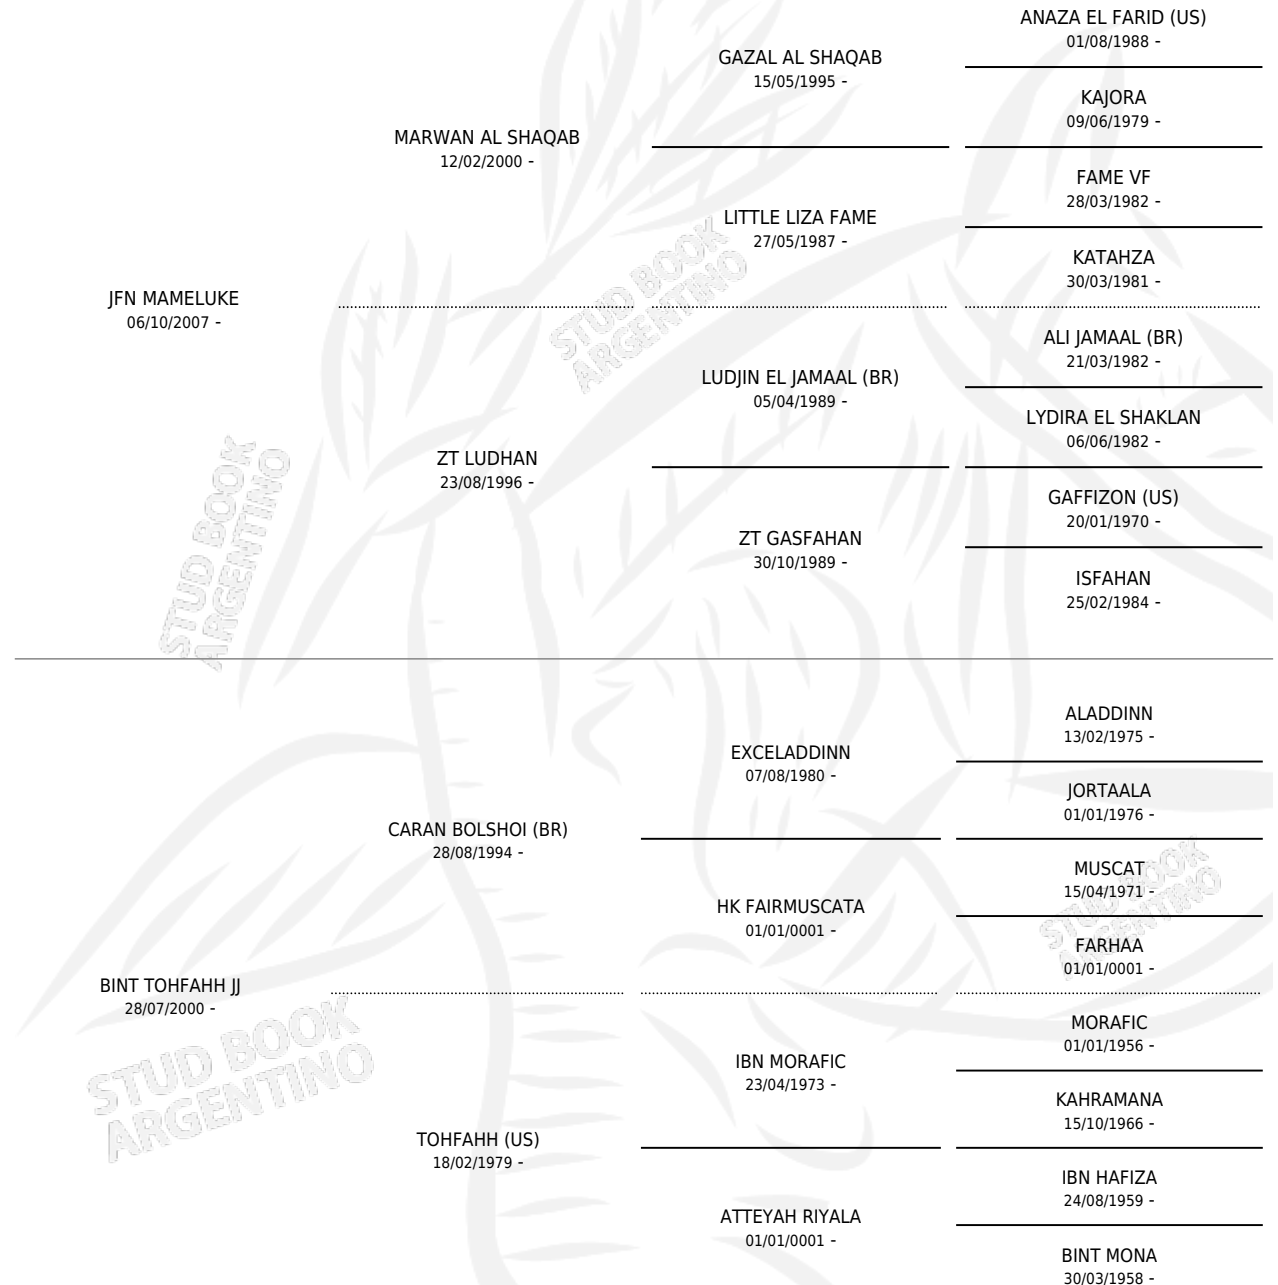 ANAZA EL FARID (US)
01/08/1988 -
GAZAL AL SHAQAB
15/05/1995 -
KAJORA
09/06/1979 -
MARWAN AL SHAQAB
12/02/2000 -
FAME VF
28/03/1982 -
LITTLE LIZA FAME
27/05/1987 -
KATAHZA
30/03/1981 -
JFN MAMELUKE
06/10/2007 -
ALI JAMAAL (BR)
21/03/1982 -
LUDJIN EL JAMAAL (BR)
05/04/1989 -
LYDIRA EL SHAKLAN
06/06/1982 -
ZT LUDHAN
23/08/1996 -
GAFFIZON (US)
20/01/1970 -
ZT GASFAHAN
30/10/1989 -
ISFAHAN
25/02/1984 -
STUD BOOK
ARGENTINO
STUD BOOK
ARGENTINO
ALADDINN
13/02/1975 -
EXCELADDINN
07/08/1980 -
JORTAALA
01/01/1976 -
CARAN BOLSHOI (BR)
28/08/1994 -
MUSCAT
15/04/1971 -
HK FAIRMUSCATA
01/01/0001 -
FARHAA
01/01/0001 -
STUD BOOK
ARGENTINO
BINT TOHFAHH JJ
28/07/2000 -
MORAFIC
01/01/1956 -
IBN MORAFIC
23/04/1973 -
KAHRAMANA
15/10/1966 -
STUD BOOK
ARGENTINO
TOHFAHH (US)
18/02/1979 -
IBN HAFIZA
24/08/1959 -
ATTEYAH RIYALA
01/01/0001 -
BINT MONA
30/03/1958 -